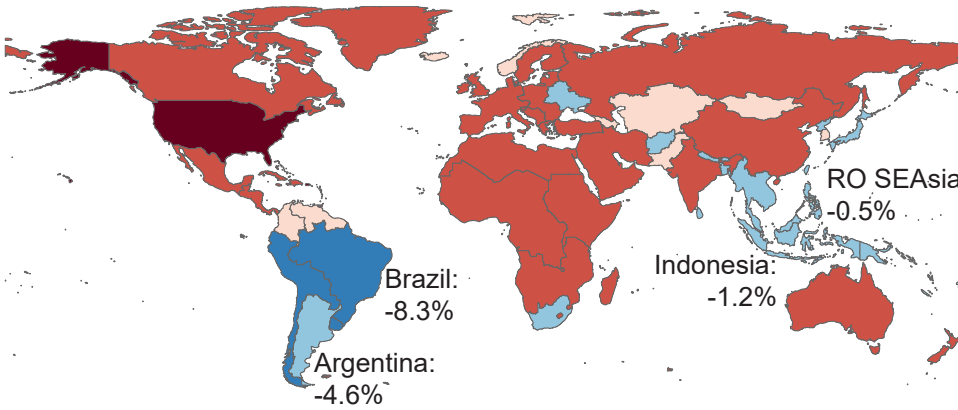 RO SEAsia
-0.5%
Indonesia:
-1.2%
Brazil:
-8.3%
Argentina:
-4.6%